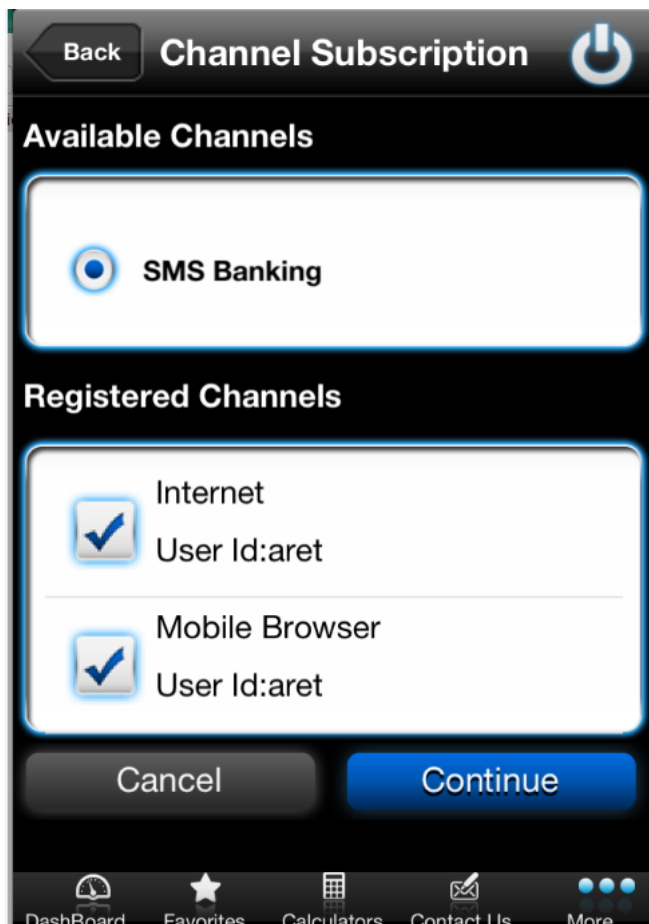 Back
Channel Subscription
Available Channels
SMS Banking
Registered Channels
Internet
User Id:aret
Mobile Browser
User Id:aret
Cancel
Continue
DashBoard
Favorites
Calculators
Contact Us
More